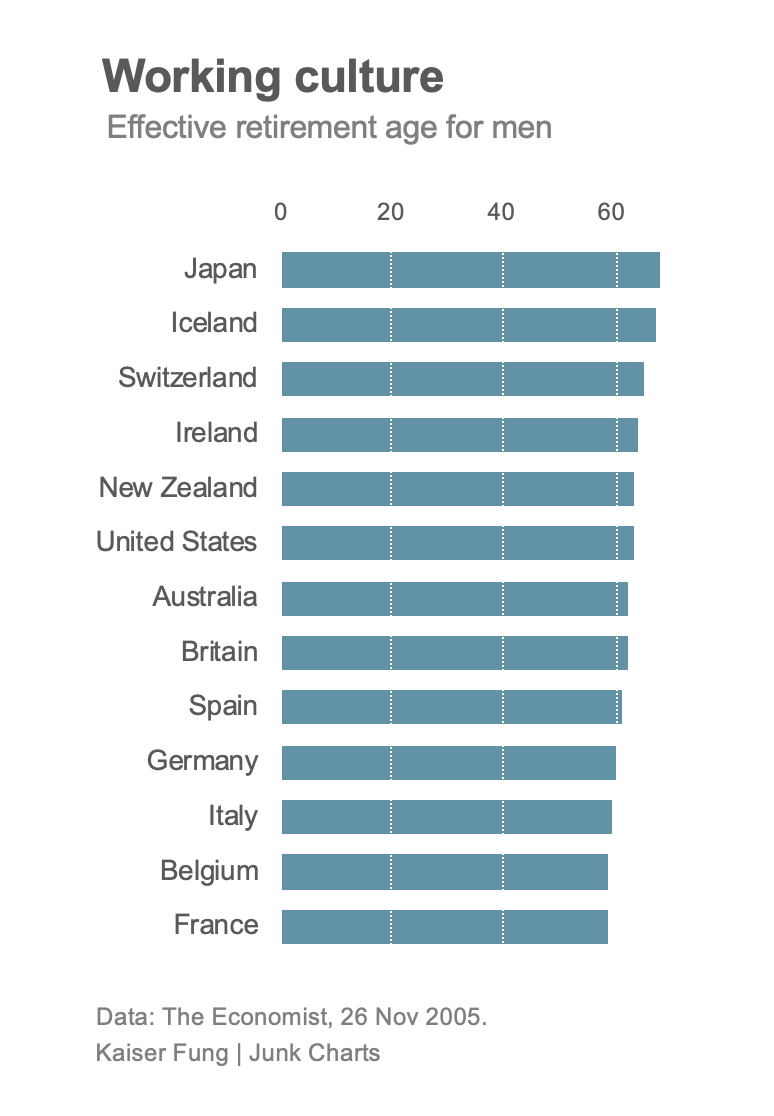 Working culture
Effective retirement age for men
0 20 40 60
Japan
Iceland
Switzerland
Ireland
New Zealand
United States
Australia
Britain
Spain
Germany
Italy
Belgium
France
Data: The Economist, 26 Nov 2005.
Kaiser Fung | Junk Charts